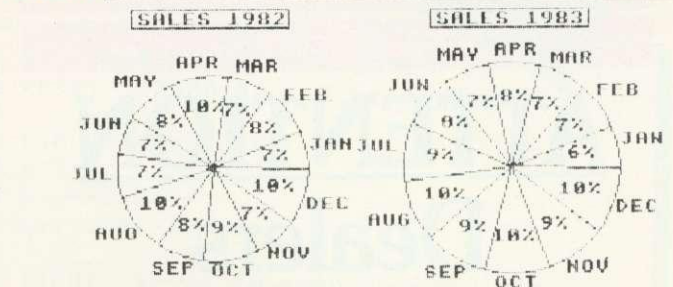 SALES 1982
APR
MAR
MAY
FEB
10%
7%
8%
8%
JUN
7%
7%
JAN
JUL
7%
10%
10%
DEC
7%
AUG
8%
9%
NOV
SEP
OCT
SALES 1983
MAY
APR
MAR
JUN
FEB
7%
8%
7%
8%
7%
JUL
9%
6%
JAN
10%
10%
DEC
AUG
9%
10%
9%
SEP
NOV
OCT